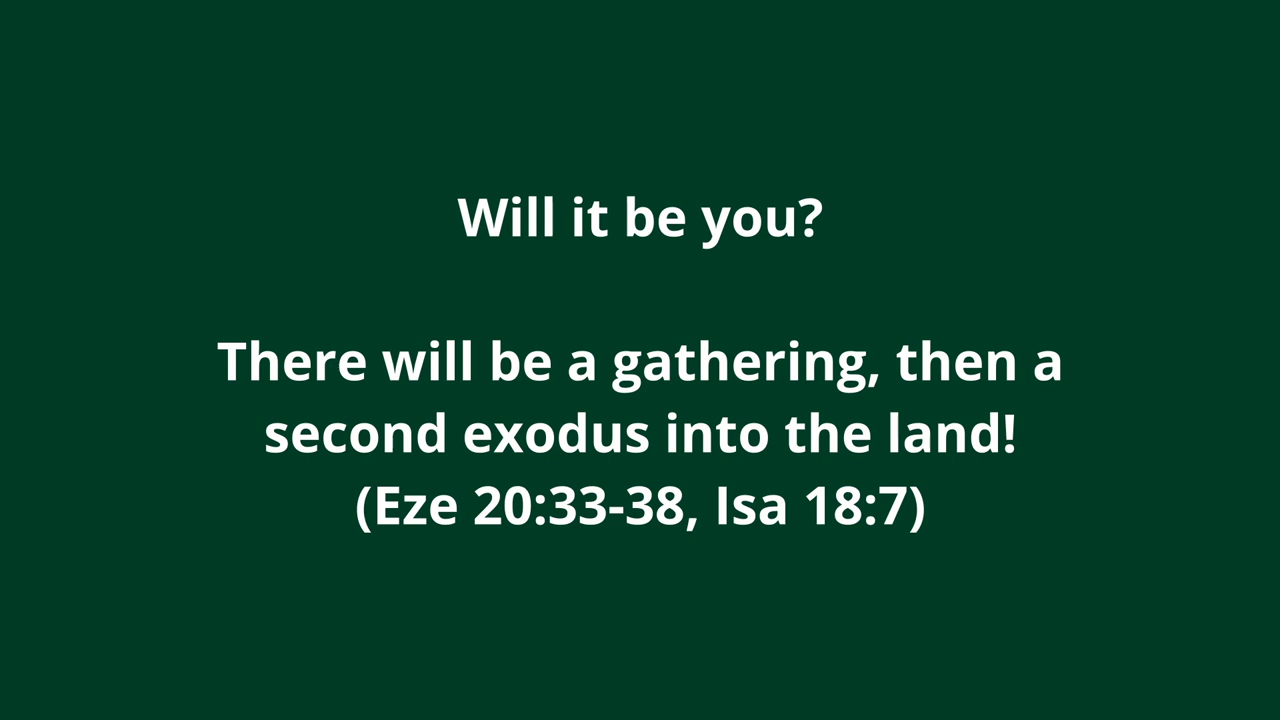 Will it be you?
There will be a gathering, then a
second exodus into the land!
(Eze 20:33-38, Isa 18:7)